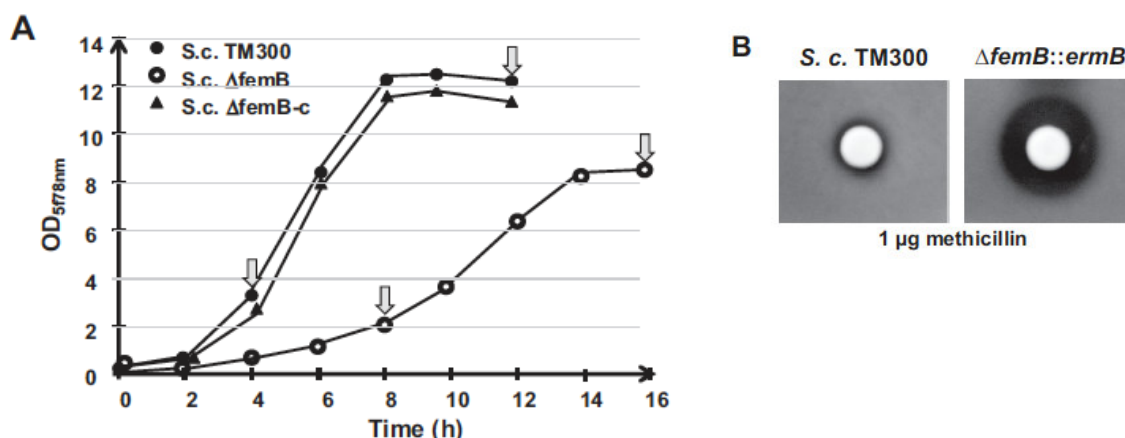 A
14
12
10
8
6
4
2
0
OD5f78nm
S.c. TM300
S.c. ΔfemB
S.c. ΔfemB-c
0 2 4 6 8 10 12 14 16
Time (h)
B
S. c. TM300 ΔfemB::ermB
1 µg methicillin